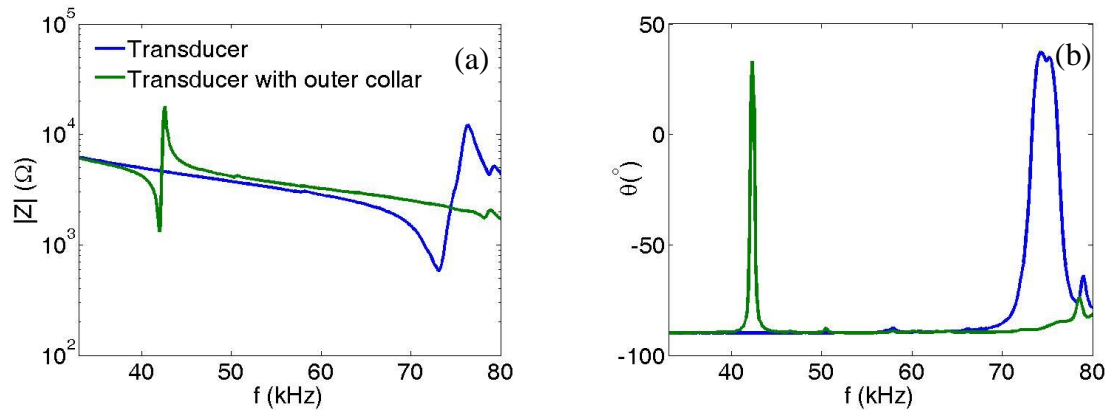 10^5
10^4
10^3
10^2
|Z| (Ω)
Transducer
Transducer with outer collar
(a)
40 50 60 70 80
f (kHz)
50
0
-50
-100
θ(°)
(b)
40 50 60 70 80
f (kHz)